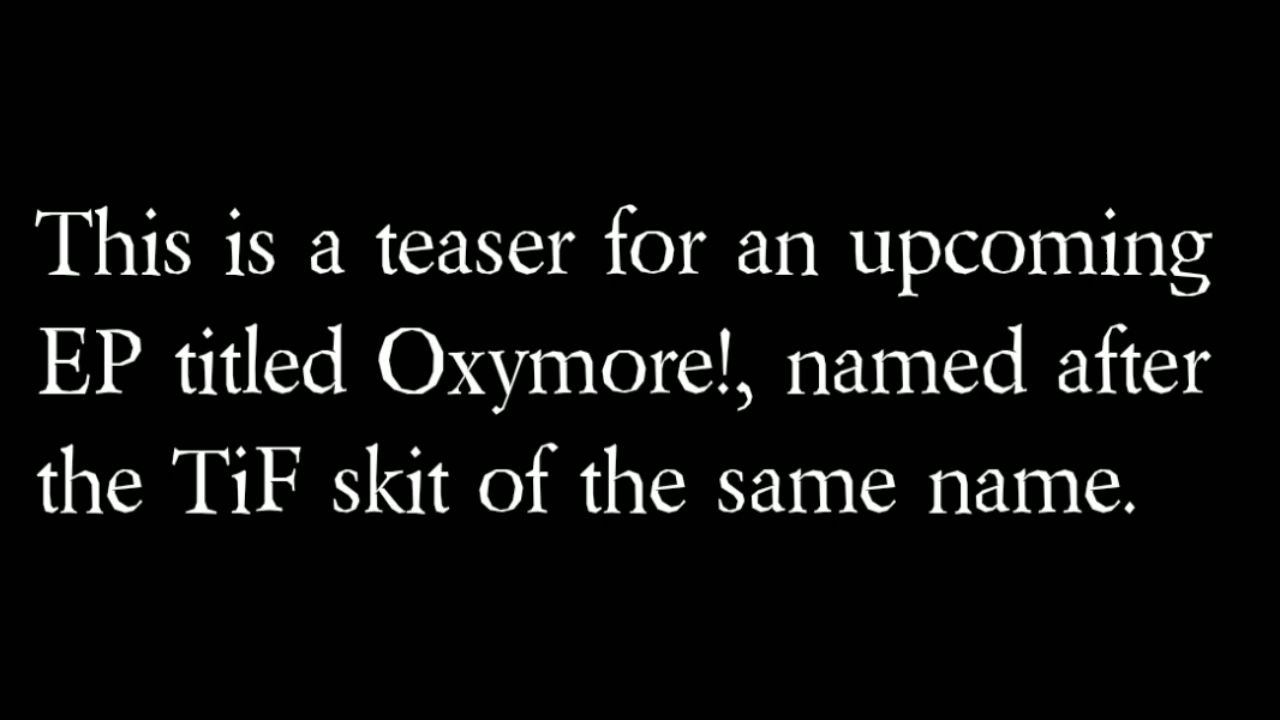 This is a teaser for an upcoming
EP titled Oxymore!, named after
the TiF skit of the same name.